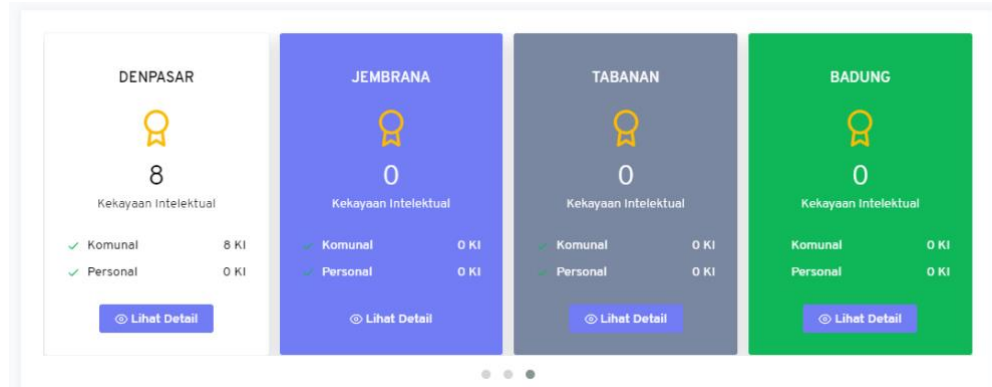 DENPASAR
8
Kekayaan Intelektual
Komunal 8 KI
Personal 0 KI
Lihat Detail
JEMBRANA
0
Kekayaan Intelektual
Komunal 0 KI
Personal 0 KI
Lihat Detail
TABANAN
0
Kekayaan Intelektual
Komunal 0 KI
Personal 0 KI
Lihat Detail
BADUNG
0
Kekayaan Intelektual
Komunal 0 KI
Personal 0 KI
Lihat Detail